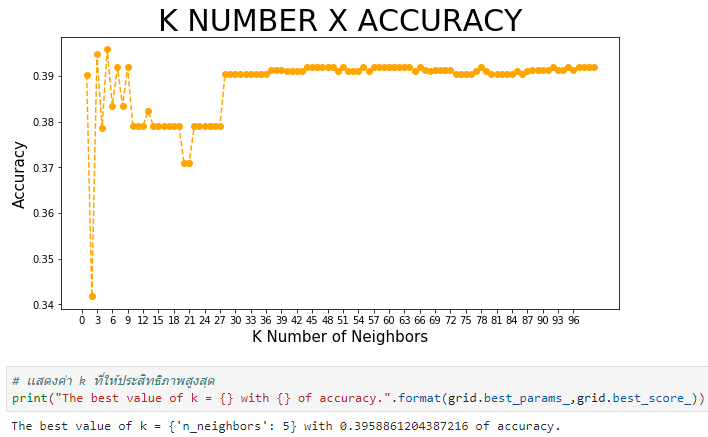 K NUMBER X ACCURACY
0.39
0.38
0.37
0.36
0.35
0.34
Accuracy
0 3 6 9 12 15 18 21 24 27 30 33 36 39 42 45 48 51 54 57 60 63 66 69 72 75 78 81 84 87 90 93 96
K Number of Neighbors
# แสดงค่า k ที่ให้ประสิทธิภาพสูงสุด
print("The best value of k = {} with {} of accuracy.".format(grid.best_params_,grid.best_score_))
The best value of k = {'n_neighbors': 5} with 0.3958861204387216 of accuracy.